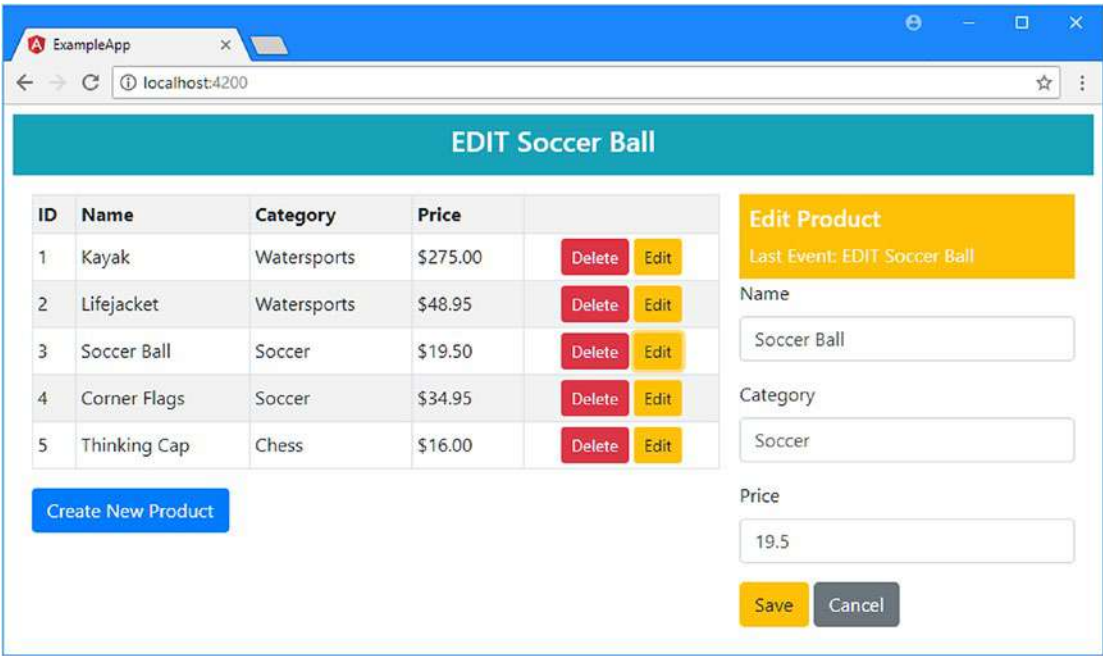 ExampleApp
localhost:4200
EDIT Soccer Ball
ID Name Category Price
1 Kayak Watersports $275.00 Delete Edit
2 Lifejacket Watersports $48.95 Delete Edit
3 Soccer Ball Soccer $19.50 Delete Edit
4 Corner Flags Soccer $34.95 Delete Edit
5 Thinking Cap Chess $16.00 Delete Edit
Create New Product
Edit Product
Last Event: EDIT Soccer Ball
Name
Soccer Ball
Category
Soccer
Price
19.5
Save Cancel